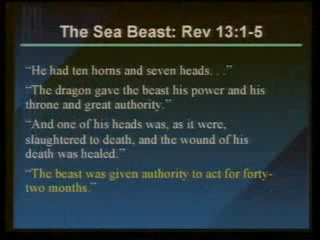 The Sea Beast: Rev 13:1-5
“He had ten horns and seven heads. . .”
“The dragon gave the beast his power and his
throne and great authority.”
“And one of his heads was, as it were,
slaughtered to death, and the wound of his
death was healed.”
“The beast was given authority to act for forty-
two months.”